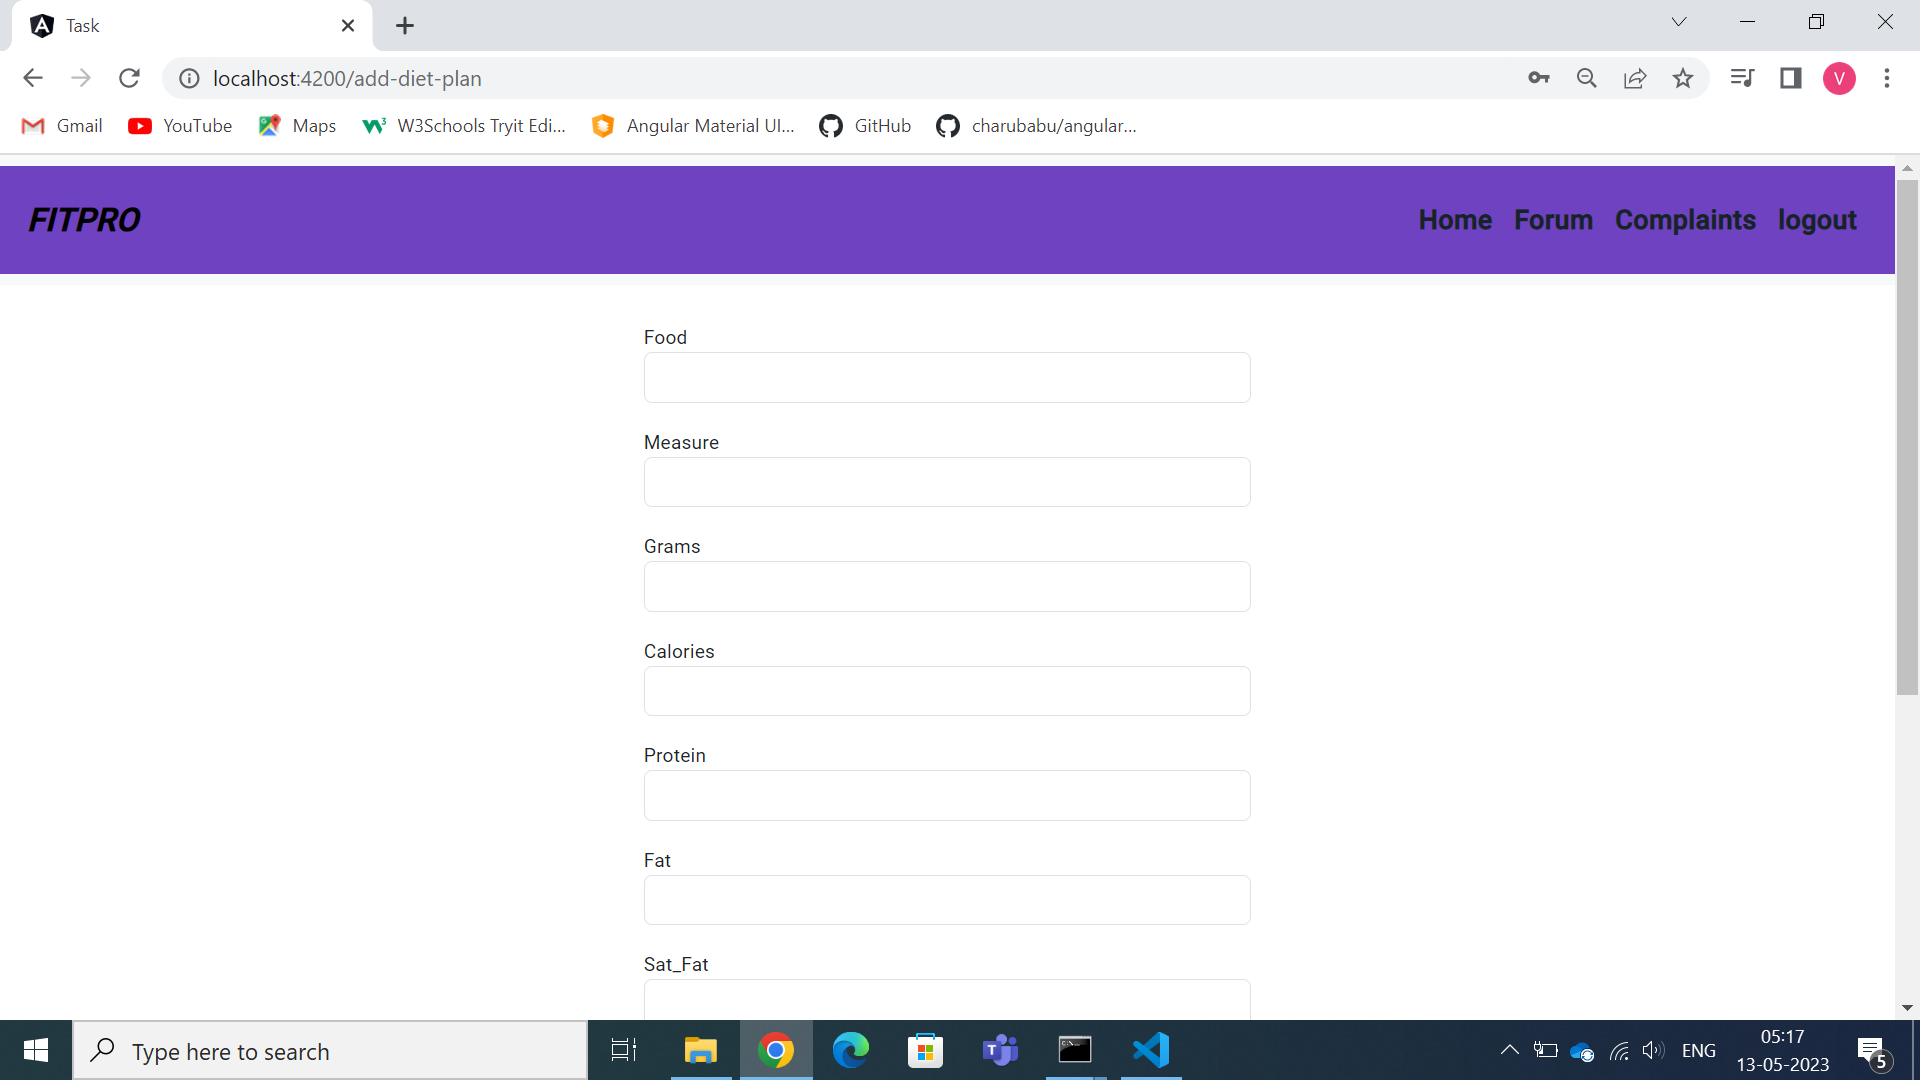 Task
localhost:4200/add-diet-plan
V
Gmail
YouTube
Maps
W3Schools Tryit Edi...
Angular Material UI...
GitHub
charubabu/angular...
FITPRO
Home
Forum
Complaints
logout
Food
Measure
Grams
Calories
Protein
Fat
Sat_Fat
Type here to search
ENG
05:17
13-05-2023
5